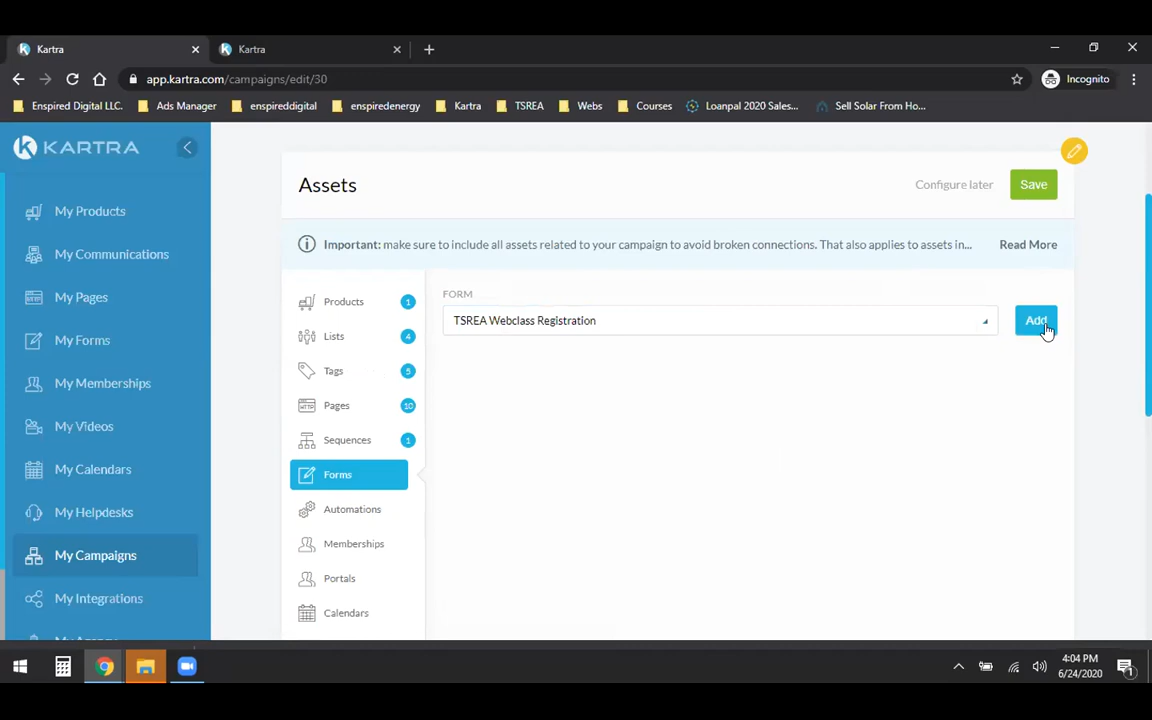 Kartra
Kartra
app.kartra.com/campaigns/edit/30
Incognito
Enspired Digital LLC.
Ads Manager
enspireddigital
enspiredenergy
Kartra
TSREA
Webs
Courses
Loanpal 2020 Sales...
Sell Solar From Ho...
KARTRA
My Products
My Communications
My Pages
My Forms
My Memberships
My Videos
My Calendars
My Helpdesks
My Campaigns
My Integrations
Assets
Configure later
Save
Important: make sure to include all assets related to your campaign to avoid broken connections. That also applies to assets in...
Read More
Products 1
Lists 4
Tags 5
Pages 10
Sequences 1
Forms
Automations
Memberships
Portals
Calendars
FORM
TSREA Webclass Registration
Add
4:04 PM
6/24/2020
1